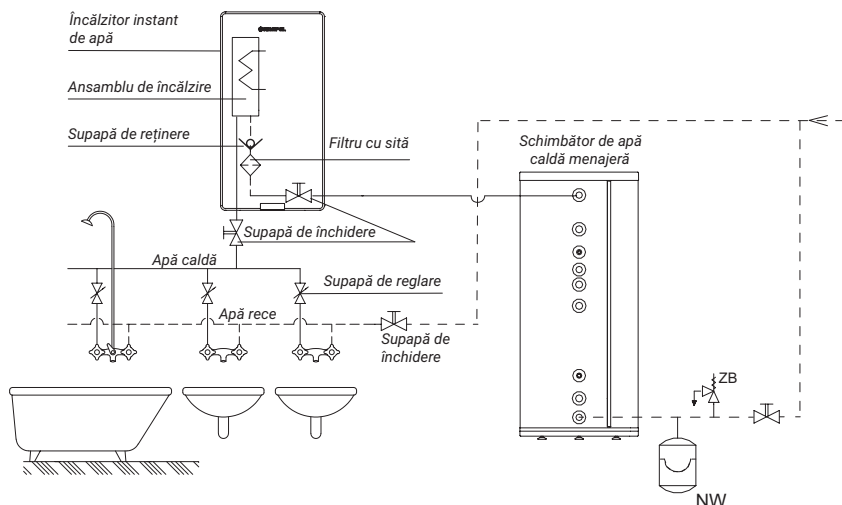 Încălzitor instant
de apă
Ansamblu de încălzire
Supapă de reținere
Filtru cu sită
Schimbător de apă
caldă menajeră
Supapă de închidere
Apă caldă
Supapă de reglare
Apă rece
Supapă de
închidere
ZB
NW